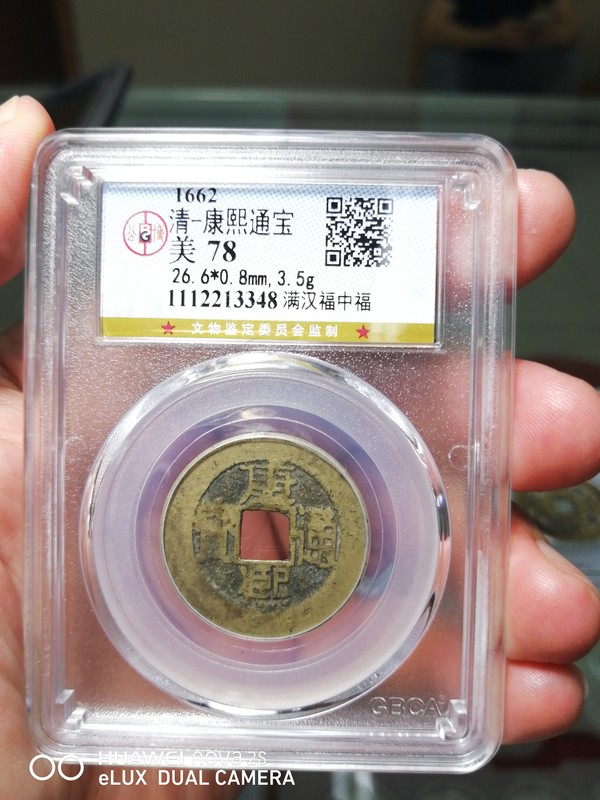 1662
清-康熙通宝
美 78
26.6*0.8mm, 3.5g
1112213348 满汉福中福
★ 文物鉴定委员会监制 ★
康
通
熙
GBCA
HUAWEI nova 2S
eLUX DUAL CAMERA